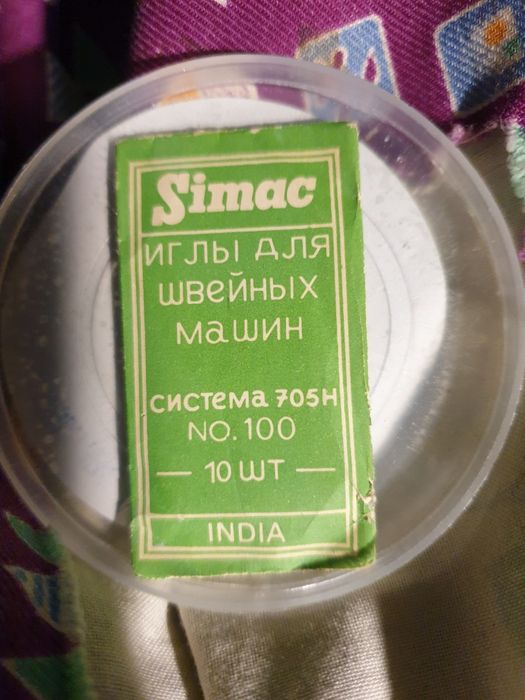 Simac
иглы для
швейных
машин
система 705H
NO. 100
— 10 шт —
INDIA